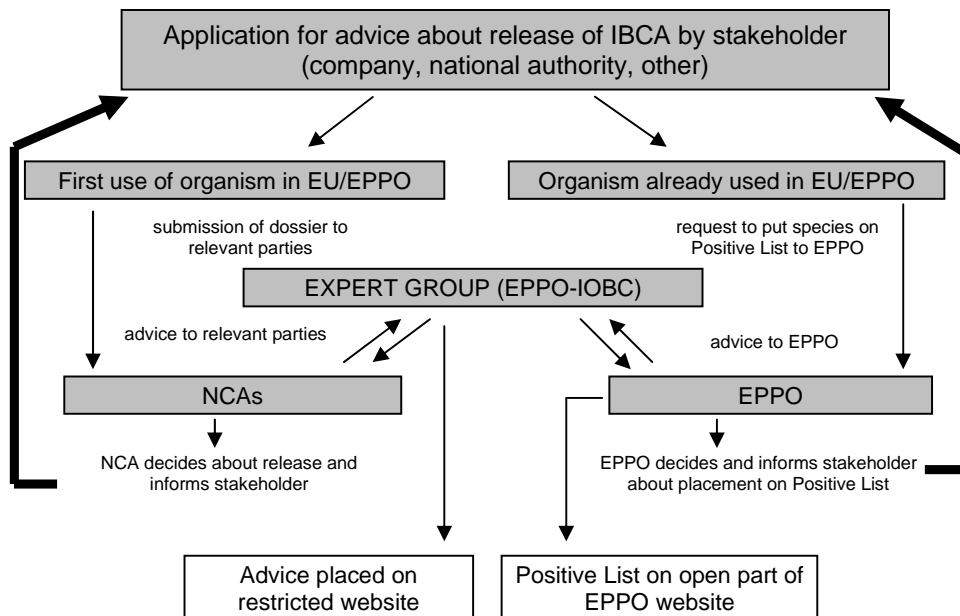 Application for advice about release of IBCA by stakeholder
(company, national authority, other)
First use of organism in EU/EPPO
Organism already used in EU/EPPO
submission of dossier to
relevant parties
request to put species on
Positive List to EPPO
EXPERT GROUP (EPPO-IOBC)
advice to relevant parties
advice to EPPO
NCAs
EPPO
NCA decides about release and
informs stakeholder
EPPO decides and informs stakeholder
about placement on Positive List
Advice placed on
restricted website
Positive List on open part of
EPPO website